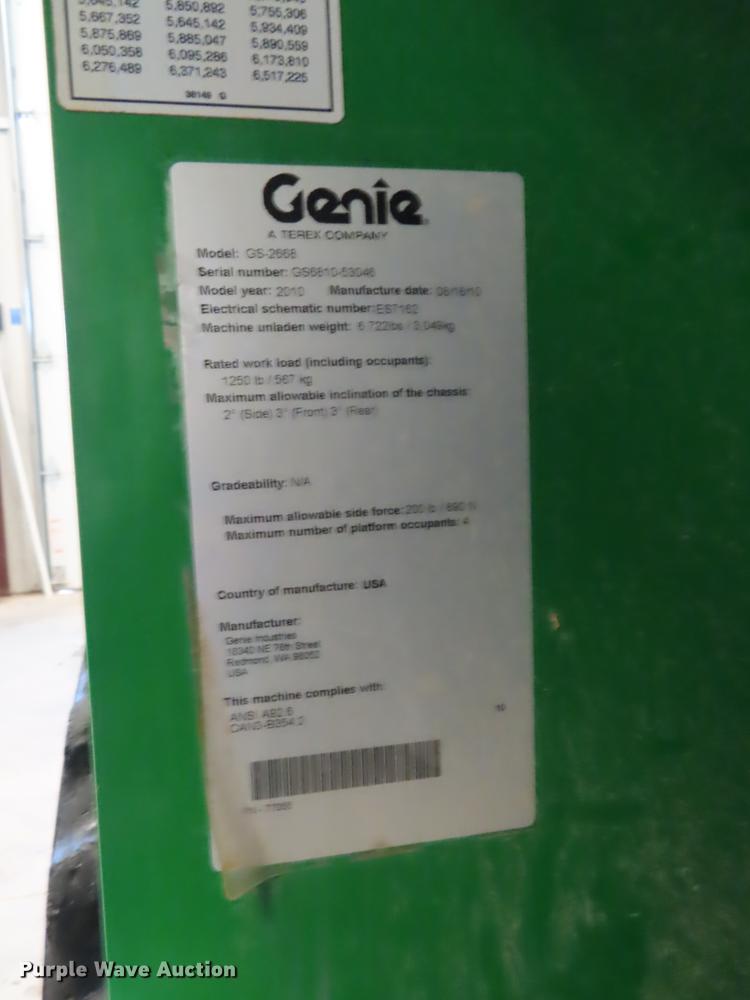 5,667,352 5,645,142 5,934,409
5,875,869 5,885,047 5,890,559
6,050,358 6,095,286 6,173,810
6,276,489 6,371,243 6,517,225
38149 G
Genie
A TEREX COMPANY
Model: GS-2668
Serial number: GS6810-53046
Model year: 2010 Manufacture date:
Electrical schematic number: ES7162
Machine unladen weight: 6,722lbs / 3,049kg
Rated work load (including occupants):
1250 lb / 567 kg
Maximum allowable inclination of the chassis:
2° (Side) 3° (Front) 3° (Rear)
Gradeability: N/A
Maximum allowable side force: 200 lb / 890 N
Maximum number of platform occupants: 4
Country of manufacture: USA
Manufacturer:
Genie Industries
18340 NE 76th Street
Redmond, WA 98052
USA
This machine complies with:
ANSI A92.6
CAN3-B354.2
10
Purple Wave Auction